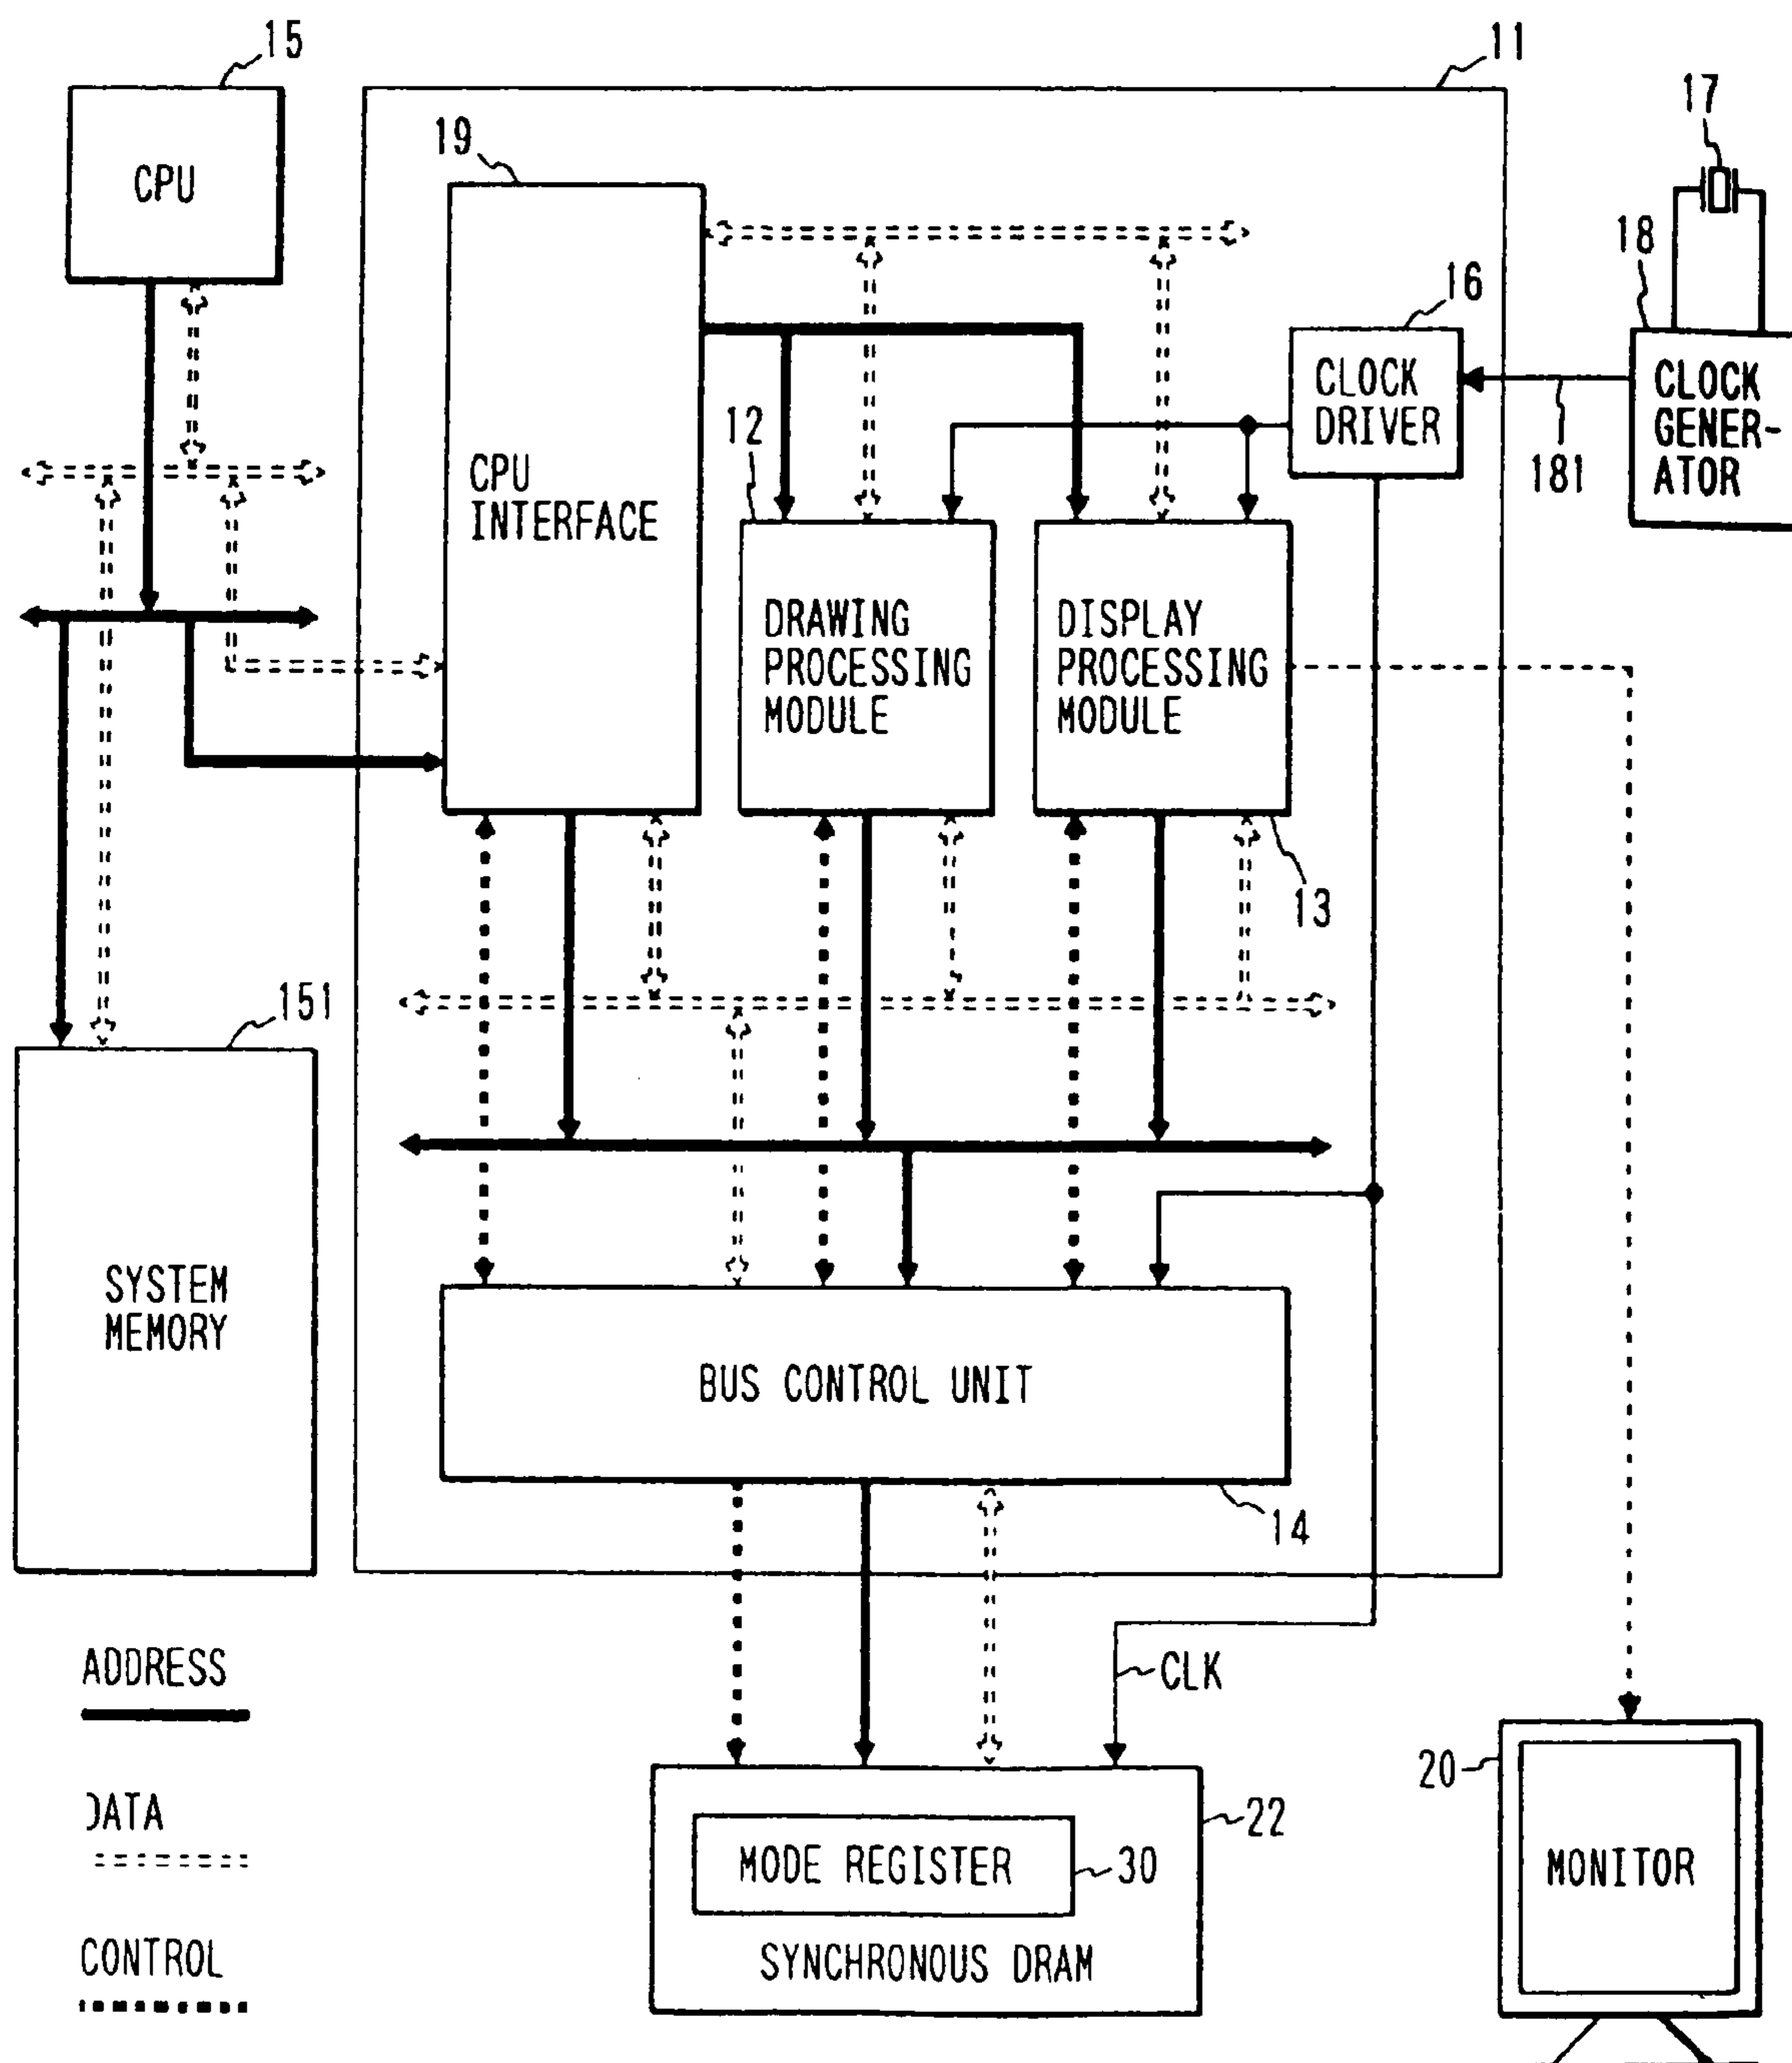 15
11
17
19
CPU
18
16
CLOCK
DRIVER
CLOCK
GENER-
ATOR
12
181
CPU
INTERFACE
DRAWING
PROCESSING
MODULE
DISPLAY
PROCESSING
MODULE
13
151
SYSTEM
MEMORY
BUS CONTROL UNIT
14
ADDRESS
CLK
20
22
DATA
MODE REGISTER
30
MONITOR
CONTROL
SYNCHRONOUS DRAM